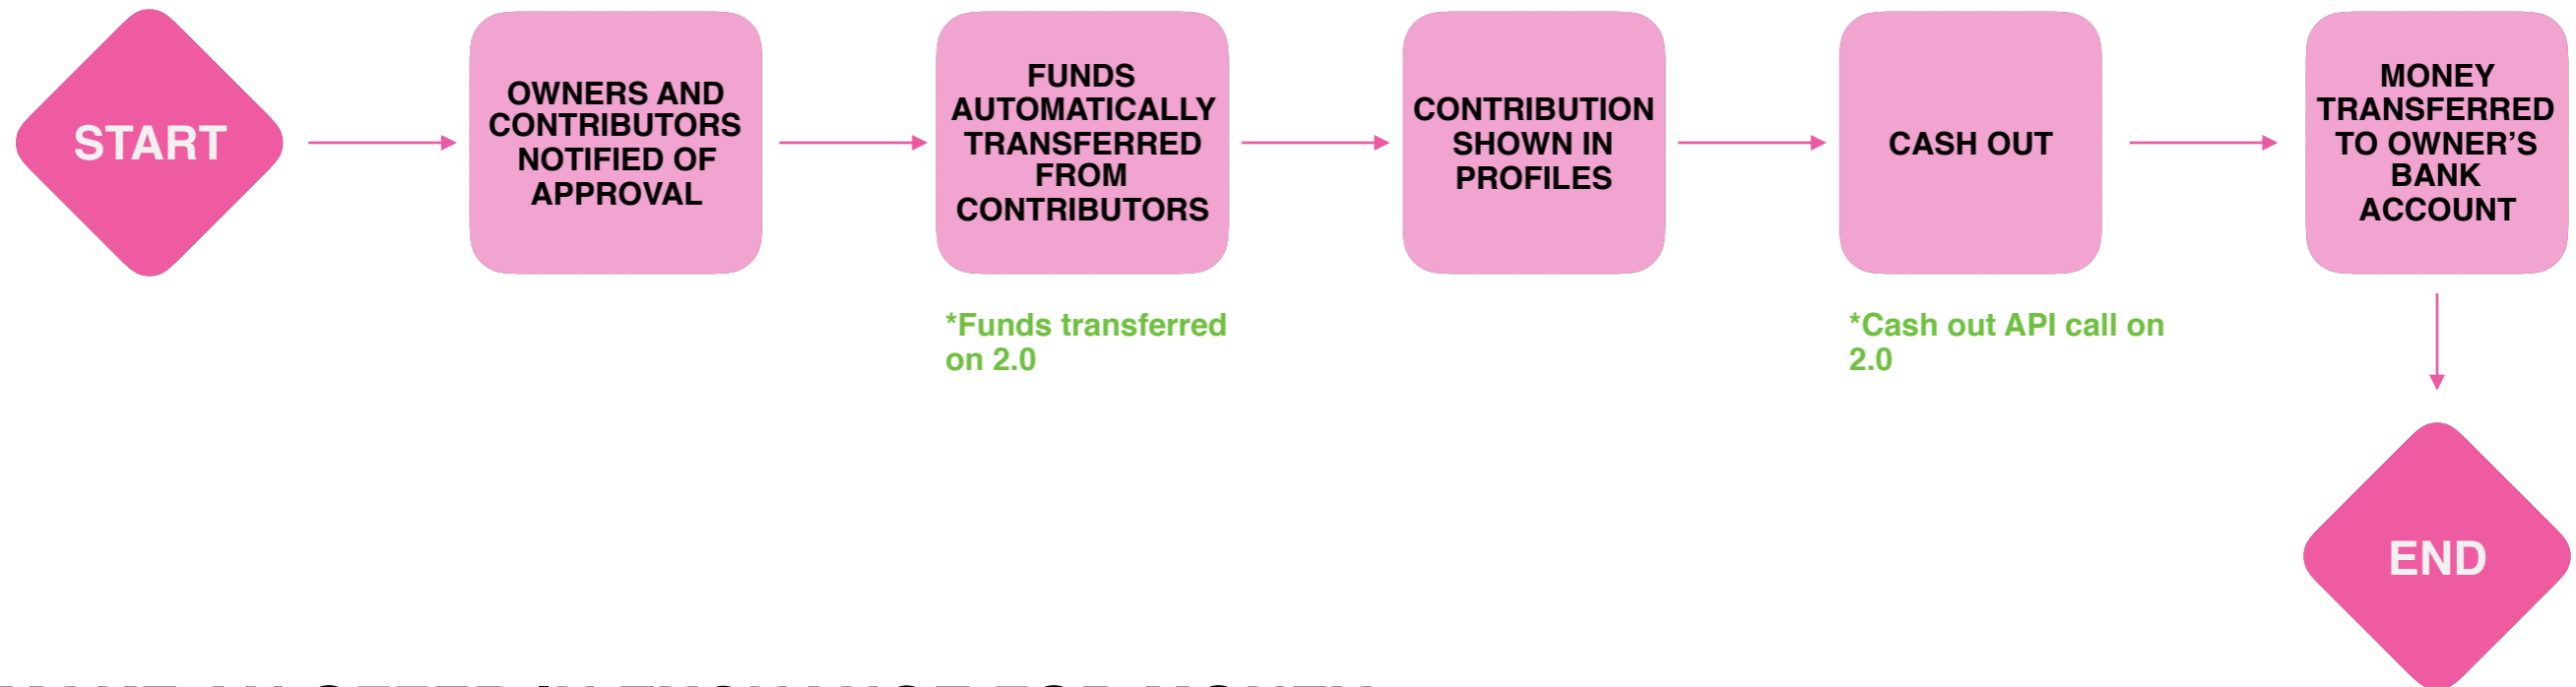 START
OWNERS AND
CONTRIBUTORS
NOTIFIED OF
APPROVAL
FUNDS
AUTOMATICALLY
TRANSFERRED
FROM
CONTRIBUTORS
*Funds transferred
on 2.0
CONTRIBUTION
SHOWN IN
PROFILES
CASH OUT
*Cash out API call on
2.0
MONEY
TRANSFERRED
TO OWNER'S
BANK
ACCOUNT
END